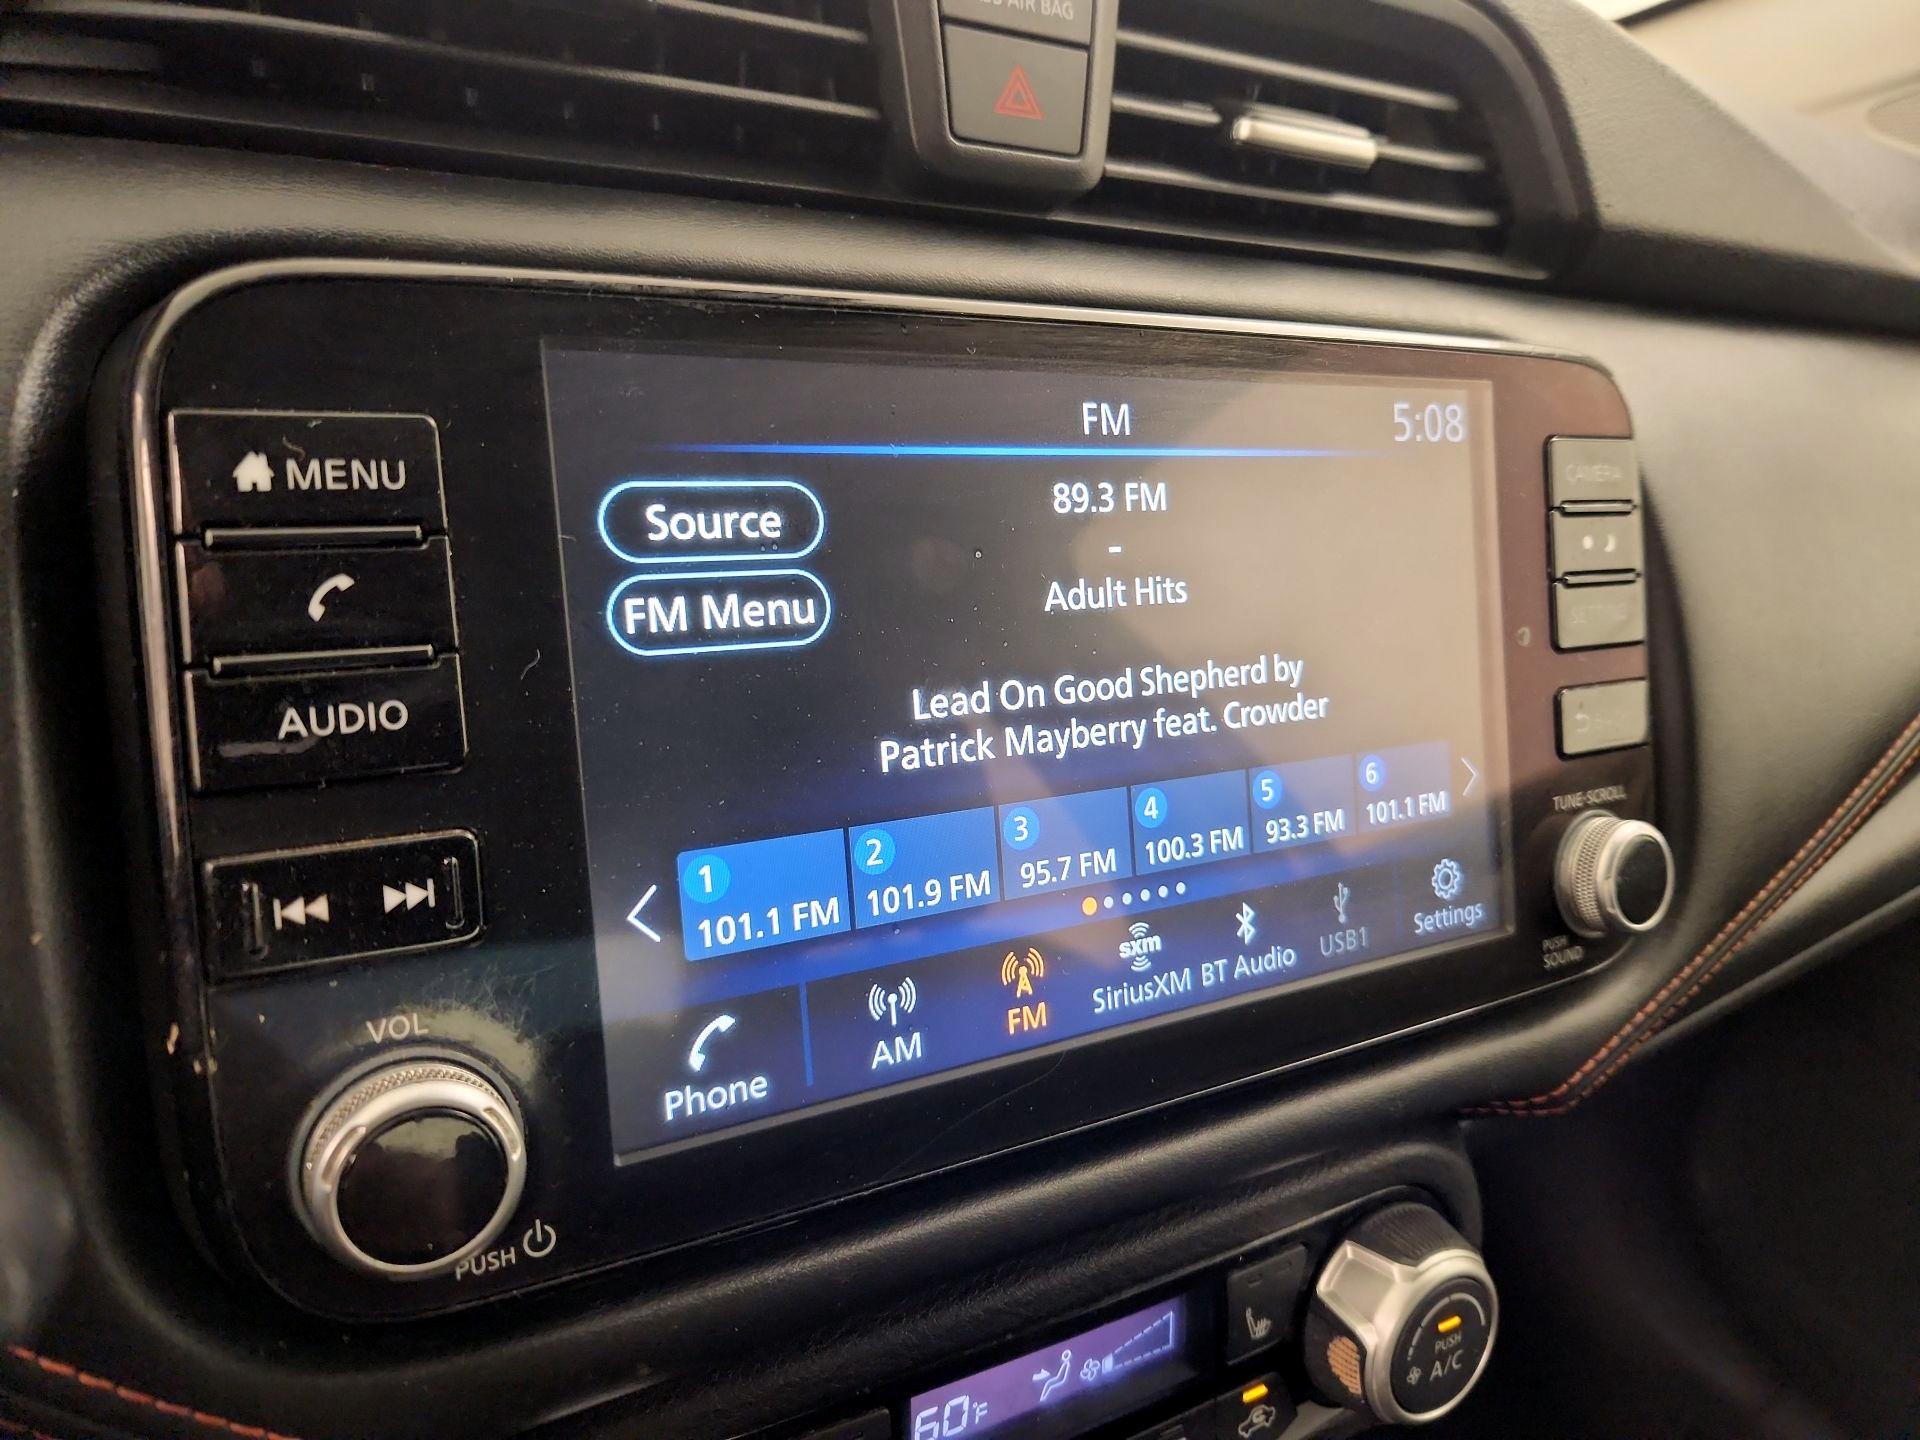 AIR BAG
FM
5:08
MENU
Source
89.3 FM
-
CAMERA
FM Menu
Adult Hits
AUDIO
Lead On Good Shepherd by
Patrick Mayberry feat. Crowder
1
101.1 FM
2
101.9 FM
3
95.7 FM
4
100.3 FM
5
93.3 FM
6
101.1 FM
TUNE·SCROLL
PUSH
SOUND
VOL
PUSH
Phone
AM
FM
sxm
SiriusXM
BT Audio
USB1
Settings
60°F
PUSH
A/C